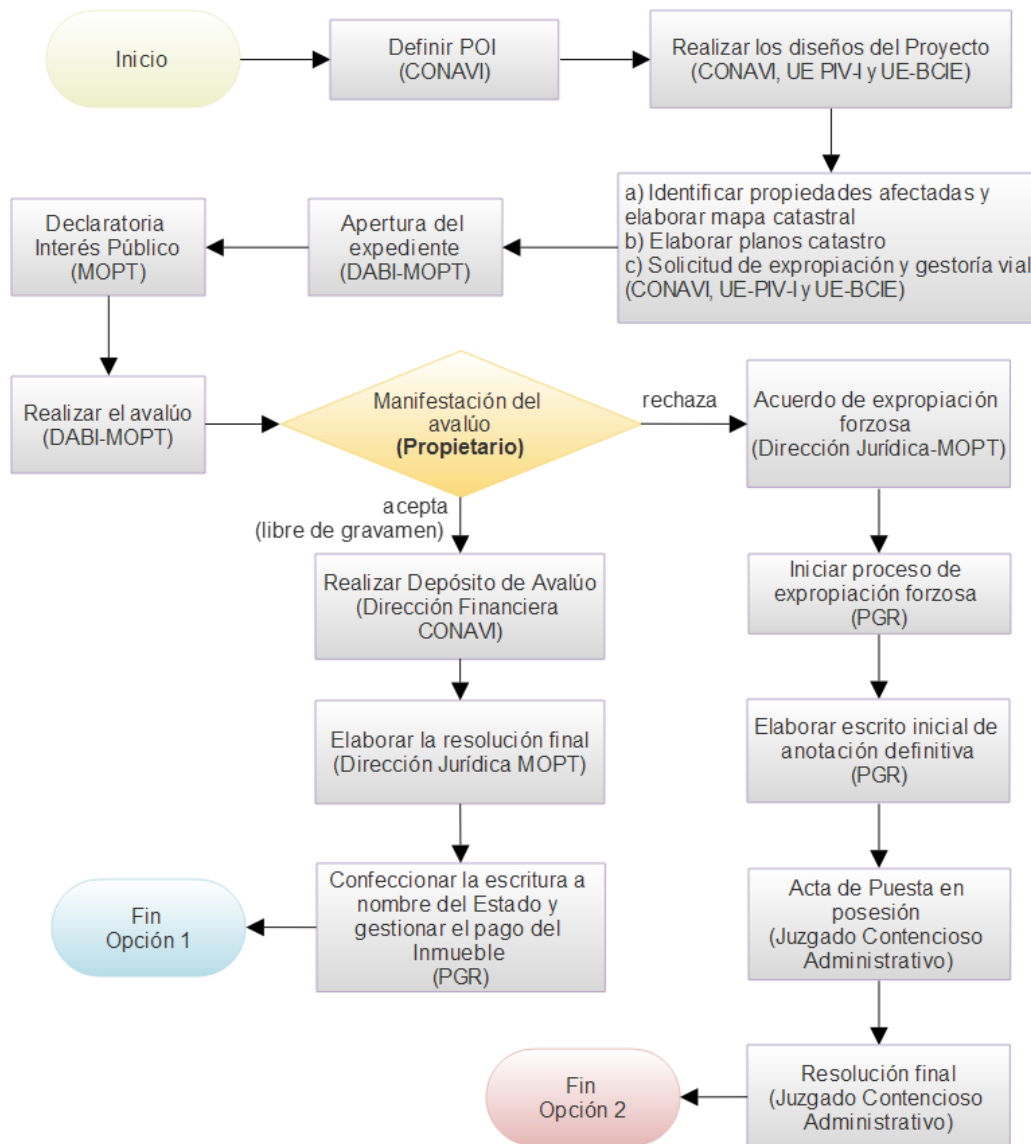 Inicio
Definir POI
(CONAVI)
Realizar los diseños del Proyecto
(CONAVI, UE PIV-I y UE-BCIE)
a) Identificar propiedades afectadas y
elaborar mapa catastral
b) Elaborar planos catastro
c) Solicitud de expropiación y gestoría vial
(CONAVI, UE-PIV-I y UE-BCIE)
Apertura del
expediente
(DABI-MOPT)
Declaratoria
Interés Público
(MOPT)
Realizar el avalúo
(DABI-MOPT)
Manifestación del
avalúo
(Propietario)
rechaza
Acuerdo de expropiación
forzosa
(Dirección Jurídica-MOPT)
acepta
(libre de gravamen)
Realizar Depósito de Avalúo
(Dirección Financiera
CONAVI)
Iniciar proceso de
expropiación forzosa
(PGR)
Elaborar la resolución final
(Dirección Jurídica MOPT)
Elaborar escrito inicial de
anotación definitiva
(PGR)
Confeccionar la escritura a
nombre del Estado y
gestionar el pago del
Inmueble
(PGR)
Fin
Opción 1
Acta de Puesta en
posesión
(Juzgado Contencioso
Administrativo)
Resolución final
(Juzgado Contencioso
Administrativo)
Fin
Opción 2